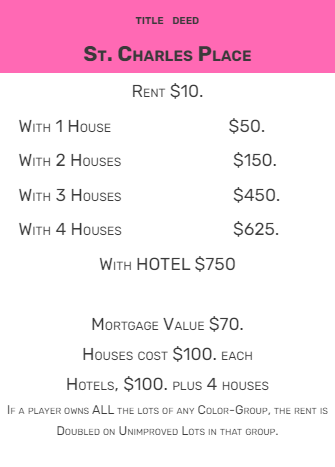 TITLE DEED
ST. CHARLES PLACE
RENT $10.
WITH 1 HOUSE $50.
WITH 2 HOUSES $150.
WITH 3 HOUSES $450.
WITH 4 HOUSES $625.
WITH HOTEL $750
MORTGAGE VALUE $70.
HOUSES COST $100. EACH
HOTELS, $100. PLUS 4 HOUSES
IF A PLAYER OWNS ALL THE LOTS OF ANY COLOR-GROUP, THE RENT IS
DOUBLED ON UNIMPROVED LOTS IN THAT GROUP.